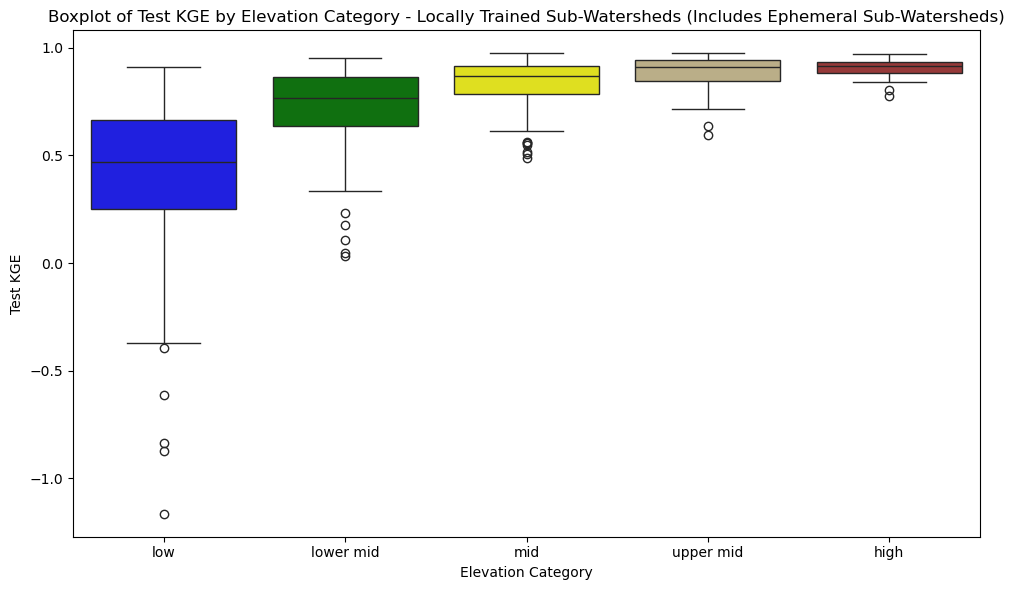 Boxplot of Test KGE by Elevation Category - Locally Trained Sub-Watersheds (Includes Ephemeral Sub-Watersheds)
Test KGE
1.0
0.5
0.0
−0.5
−1.0
low lower mid mid upper mid high
Elevation Category